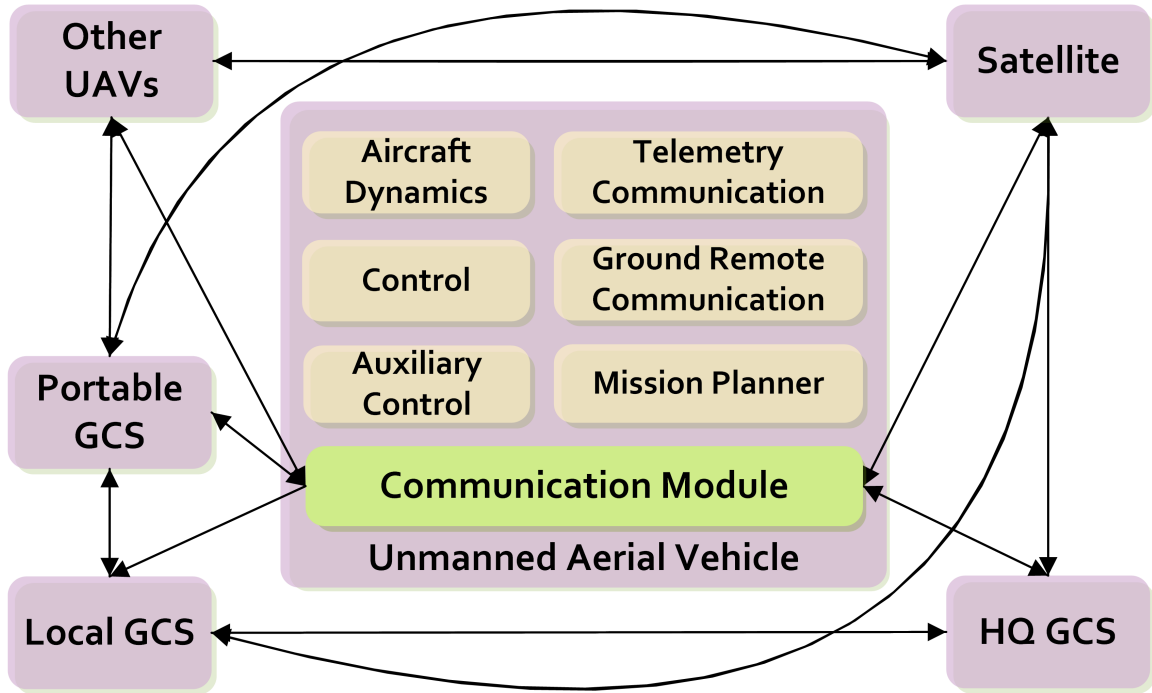 Other
UAVs
Satellite
Aircraft
Dynamics
Telemetry
Communication
Control
Ground Remote
Communication
Auxiliary
Control
Mission Planner
Portable
GCS
Communication Module
Unmanned Aerial Vehicle
Local GCS
HQ GCS